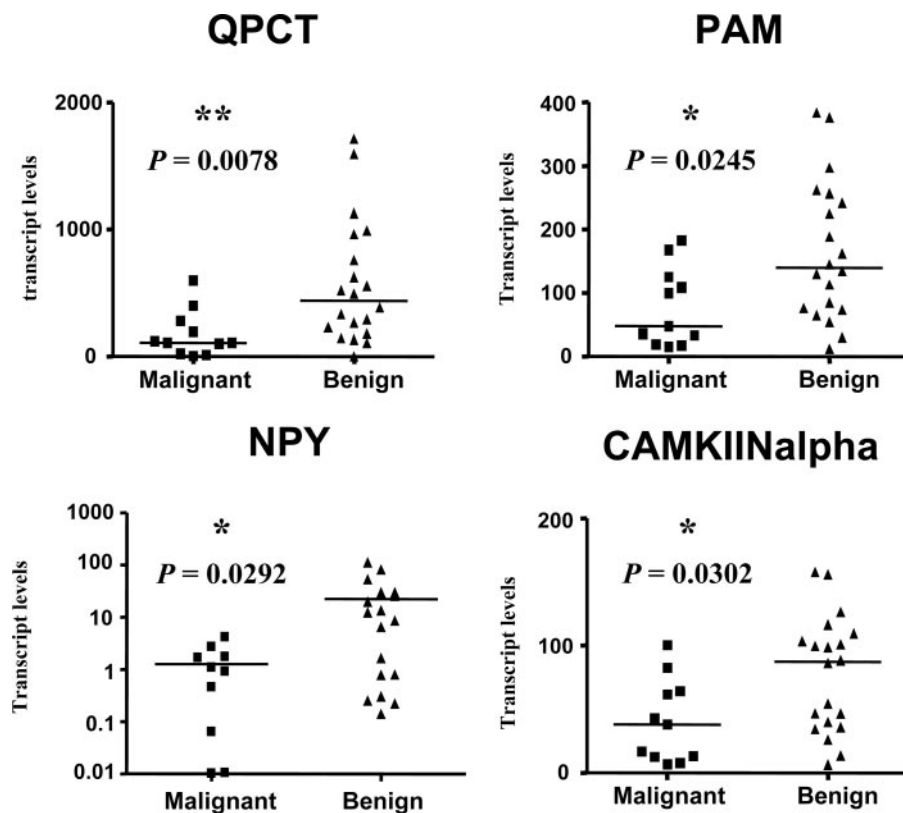 QPCT
transcript levels
2000
1000
0
**
P = 0.0078
Malignant
Benign
PAM
Transcript levels
400
300
200
100
0
*
P = 0.0245
Malignant
Benign
NPY
Transcript levels
1000
100
10
1
0.1
0.01
*
P = 0.0292
Malignant
Benign
CAMKIINalpha
Transcript levels
200
100
0
*
P = 0.0302
Malignant
Benign